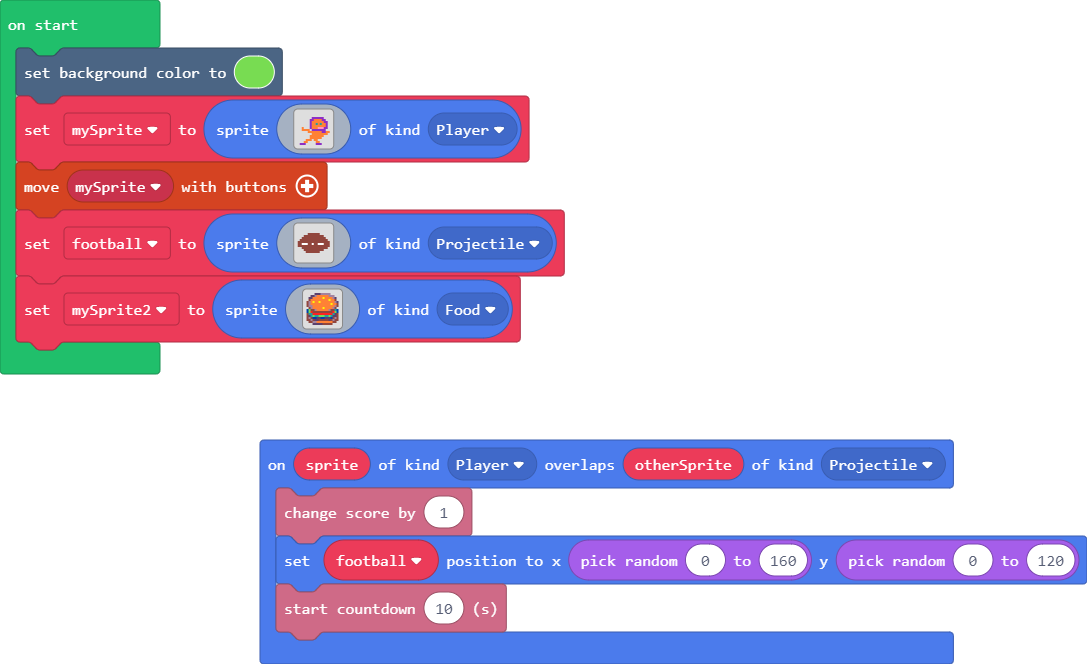 on start
set background color to
set mySprite to sprite of kind Player
move mySprite with buttons
set football to sprite of kind Projectile
set mySprite2 to sprite of kind Food
on sprite of kind Player overlaps otherSprite of kind Projectile
change score by 1
set football position to x pick random 0 to 160 y pick random 0 to 120
start countdown 10 (s)